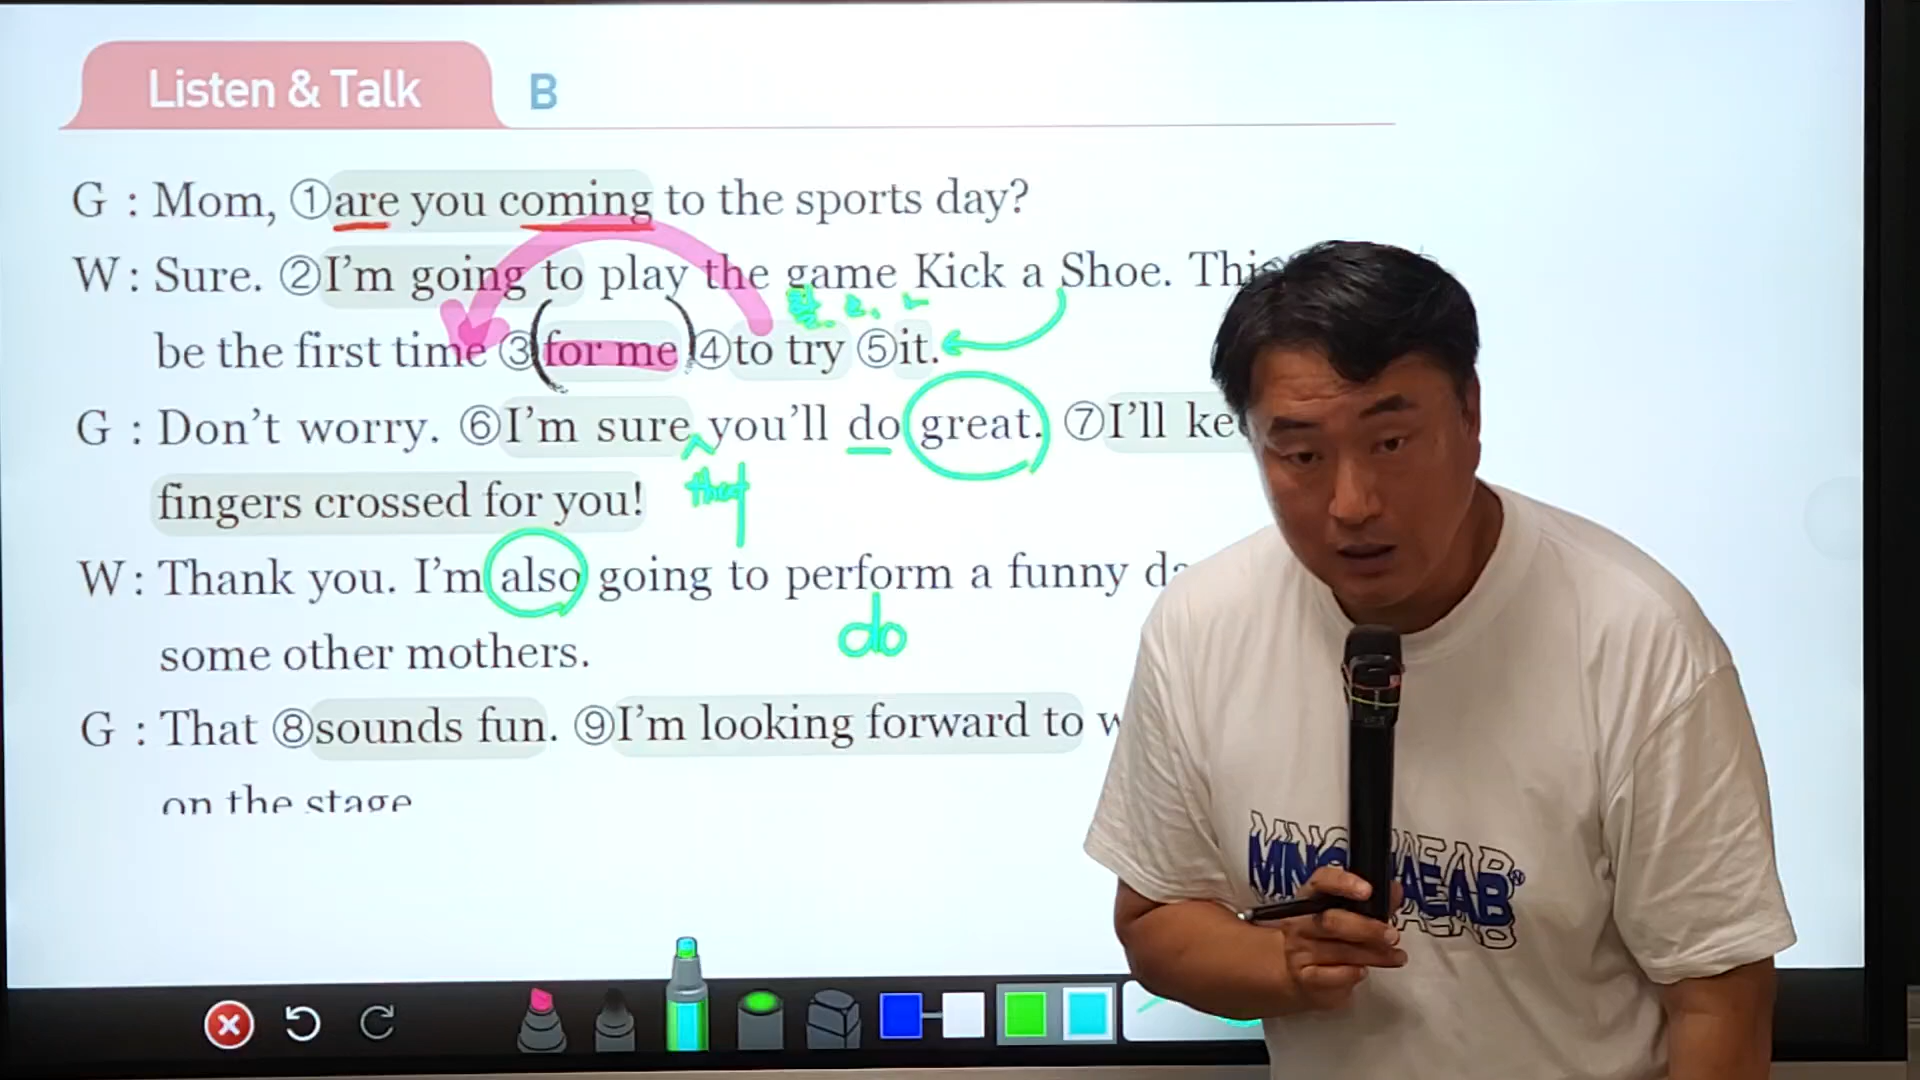 Listen & Talk B
G : Mom, ①are you coming to the sports day?
W : Sure. ②I'm going to play the game Kick a Shoe. This
be the first time ③for me ④to try ⑤it.
G : Don't worry. ⑥I'm sure you'll do great. ⑦I'll
that
fingers crossed for you!
W : Thank you. I'm also going to perform a funny
do
some other mothers.
G : That ⑧sounds fun. ⑨I'm looking forward to
on the stage